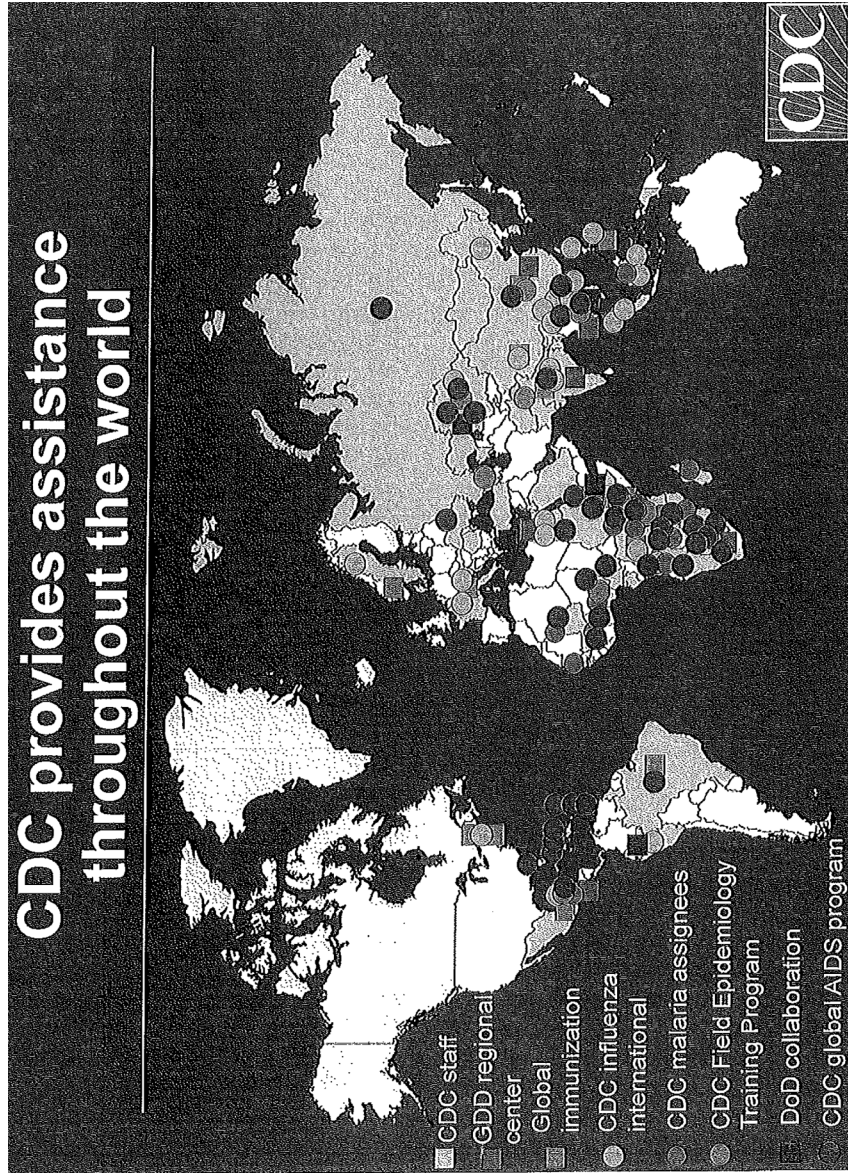 CDC provides assistance
throughout the world
CDC staff
GDD regional
center
Global
immunization
CDC influenza
international
CDC malaria assignees
CDC Field Epidemiology
Training Program
DoD collaboration
CDC global AIDS program
CDC